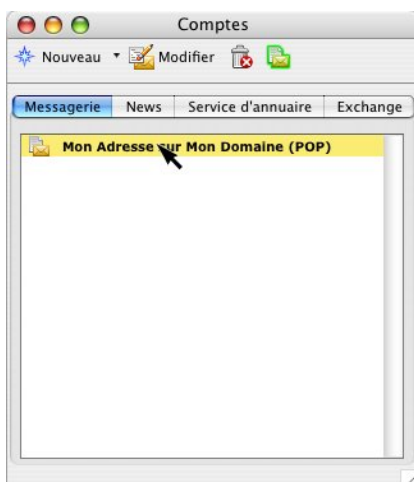 Comptes
Nouveau Modifier
Messagerie News Service d'annuaire Exchange
Mon Adresse sur Mon Domaine (POP)